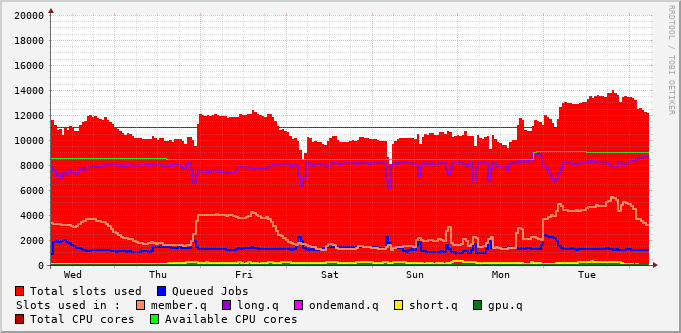 20000
18000
16000
14000
12000
10000
8000
6000
4000
2000
0
Wed Thu Fri Sat Sun Mon Tue
RRDTOOL / TOBI OETIKER
Total slots used Queued Jobs
Slots used in : member.q long.q ondemand.q short.q gpu.q
Total CPU cores Available CPU cores